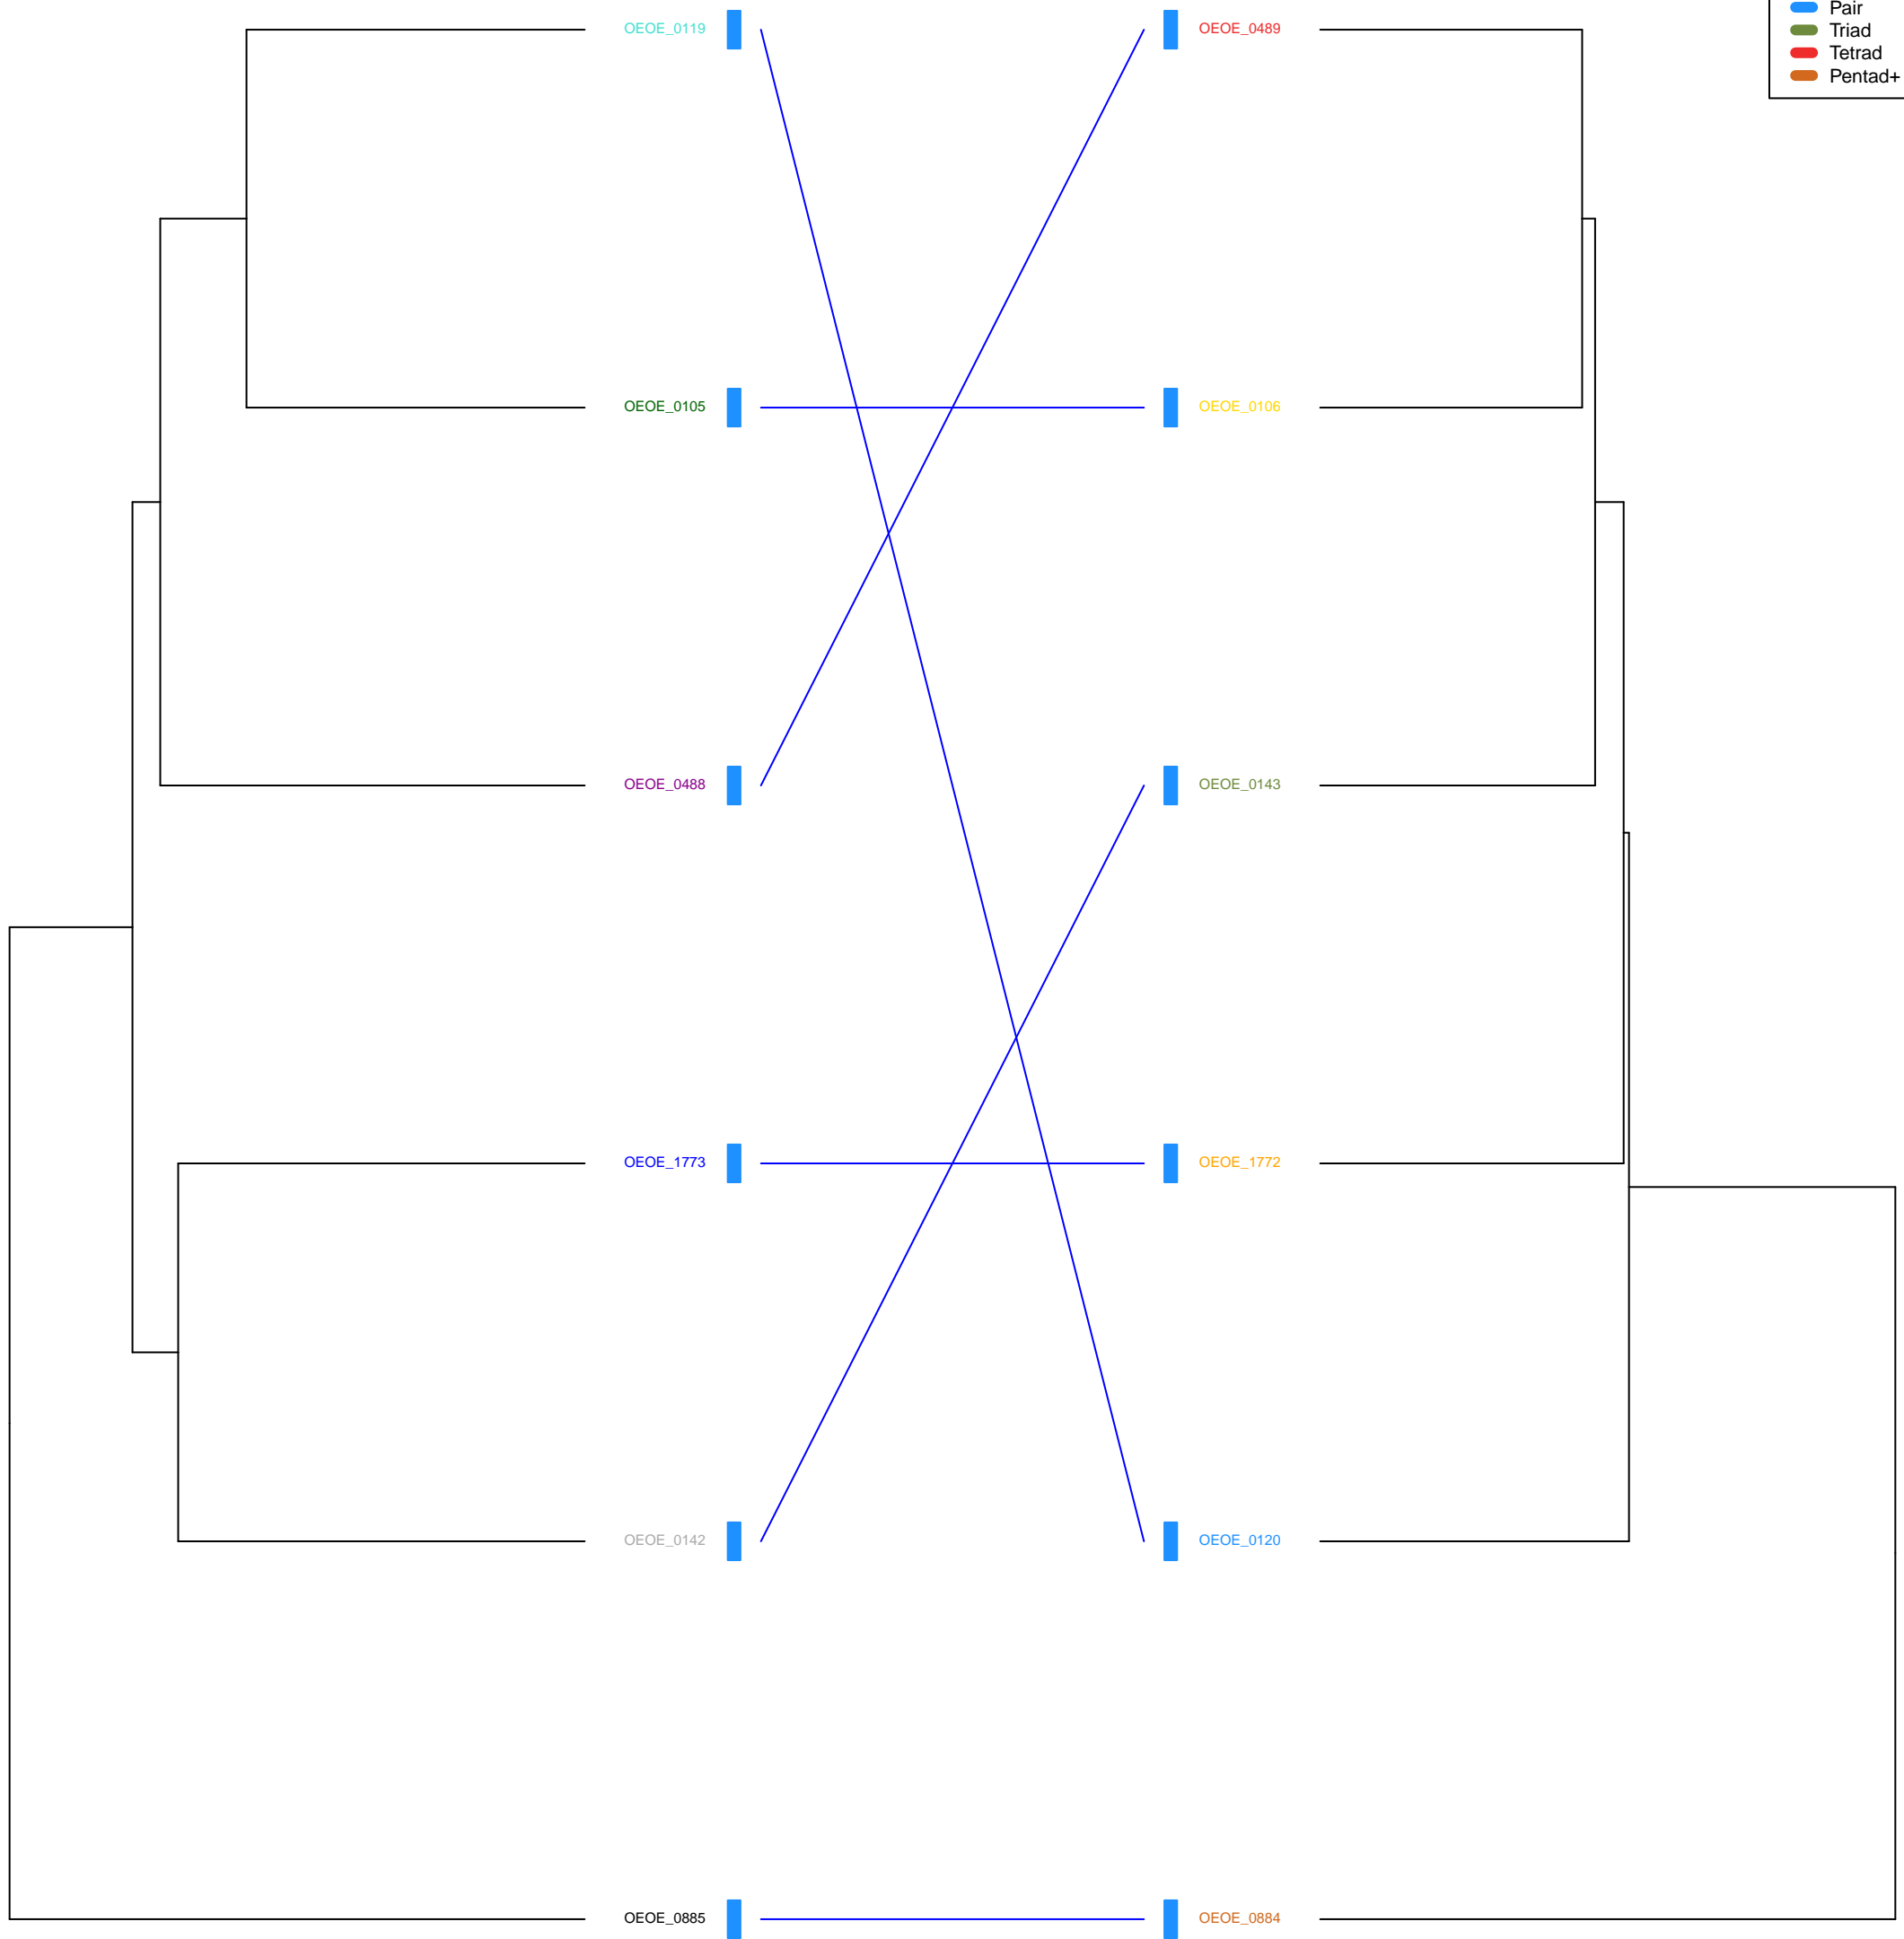 Pair
Triad
Tetrad
Pentad+
OEOE_0119 OEOE_0489
OEOE_0105 OEOE_0106
OEOE_0488 OEOE_0143
OEOE_1773 OEOE_1772
OEOE_0142 OEOE_0120
OEOE_0885 OEOE_0884